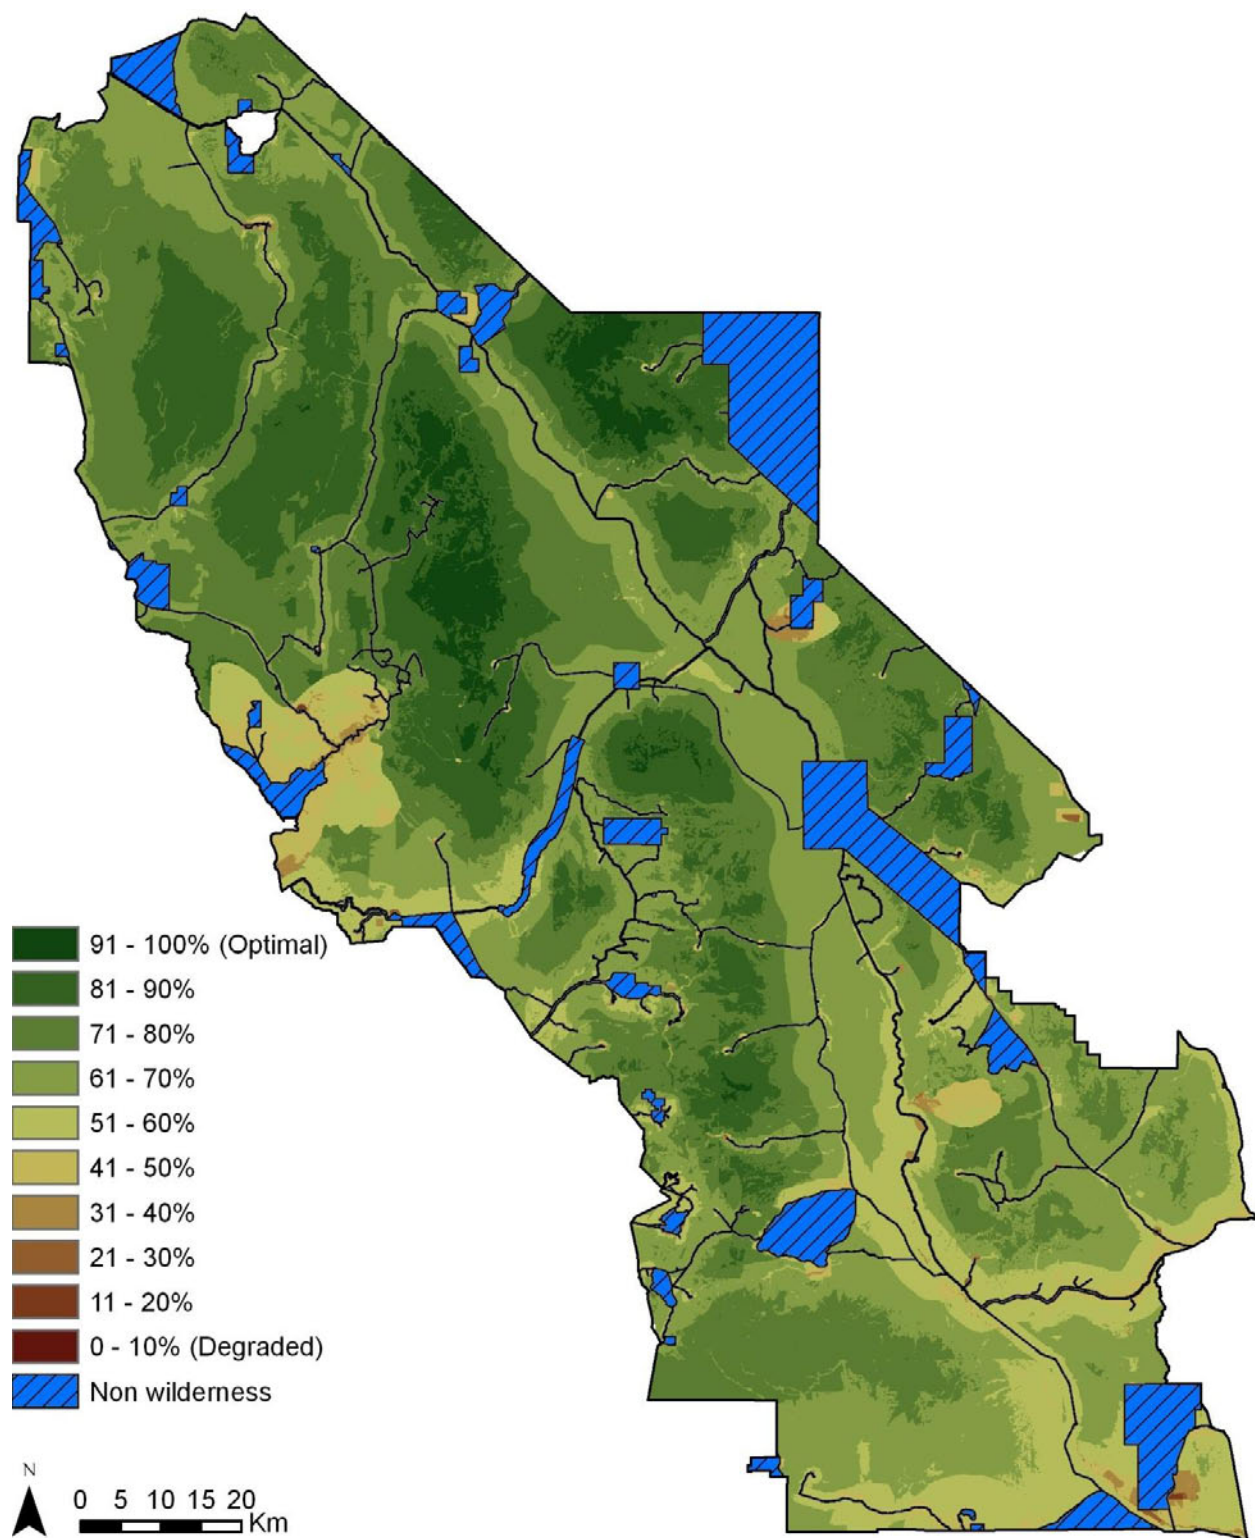 91 - 100% (Optimal)
81 - 90%
71 - 80%
61 - 70%
51 - 60%
41 - 50%
31 - 40%
21 - 30%
11 - 20%
0 - 10% (Degraded)
Non wilderness
N
0 5 10 15 20
Km